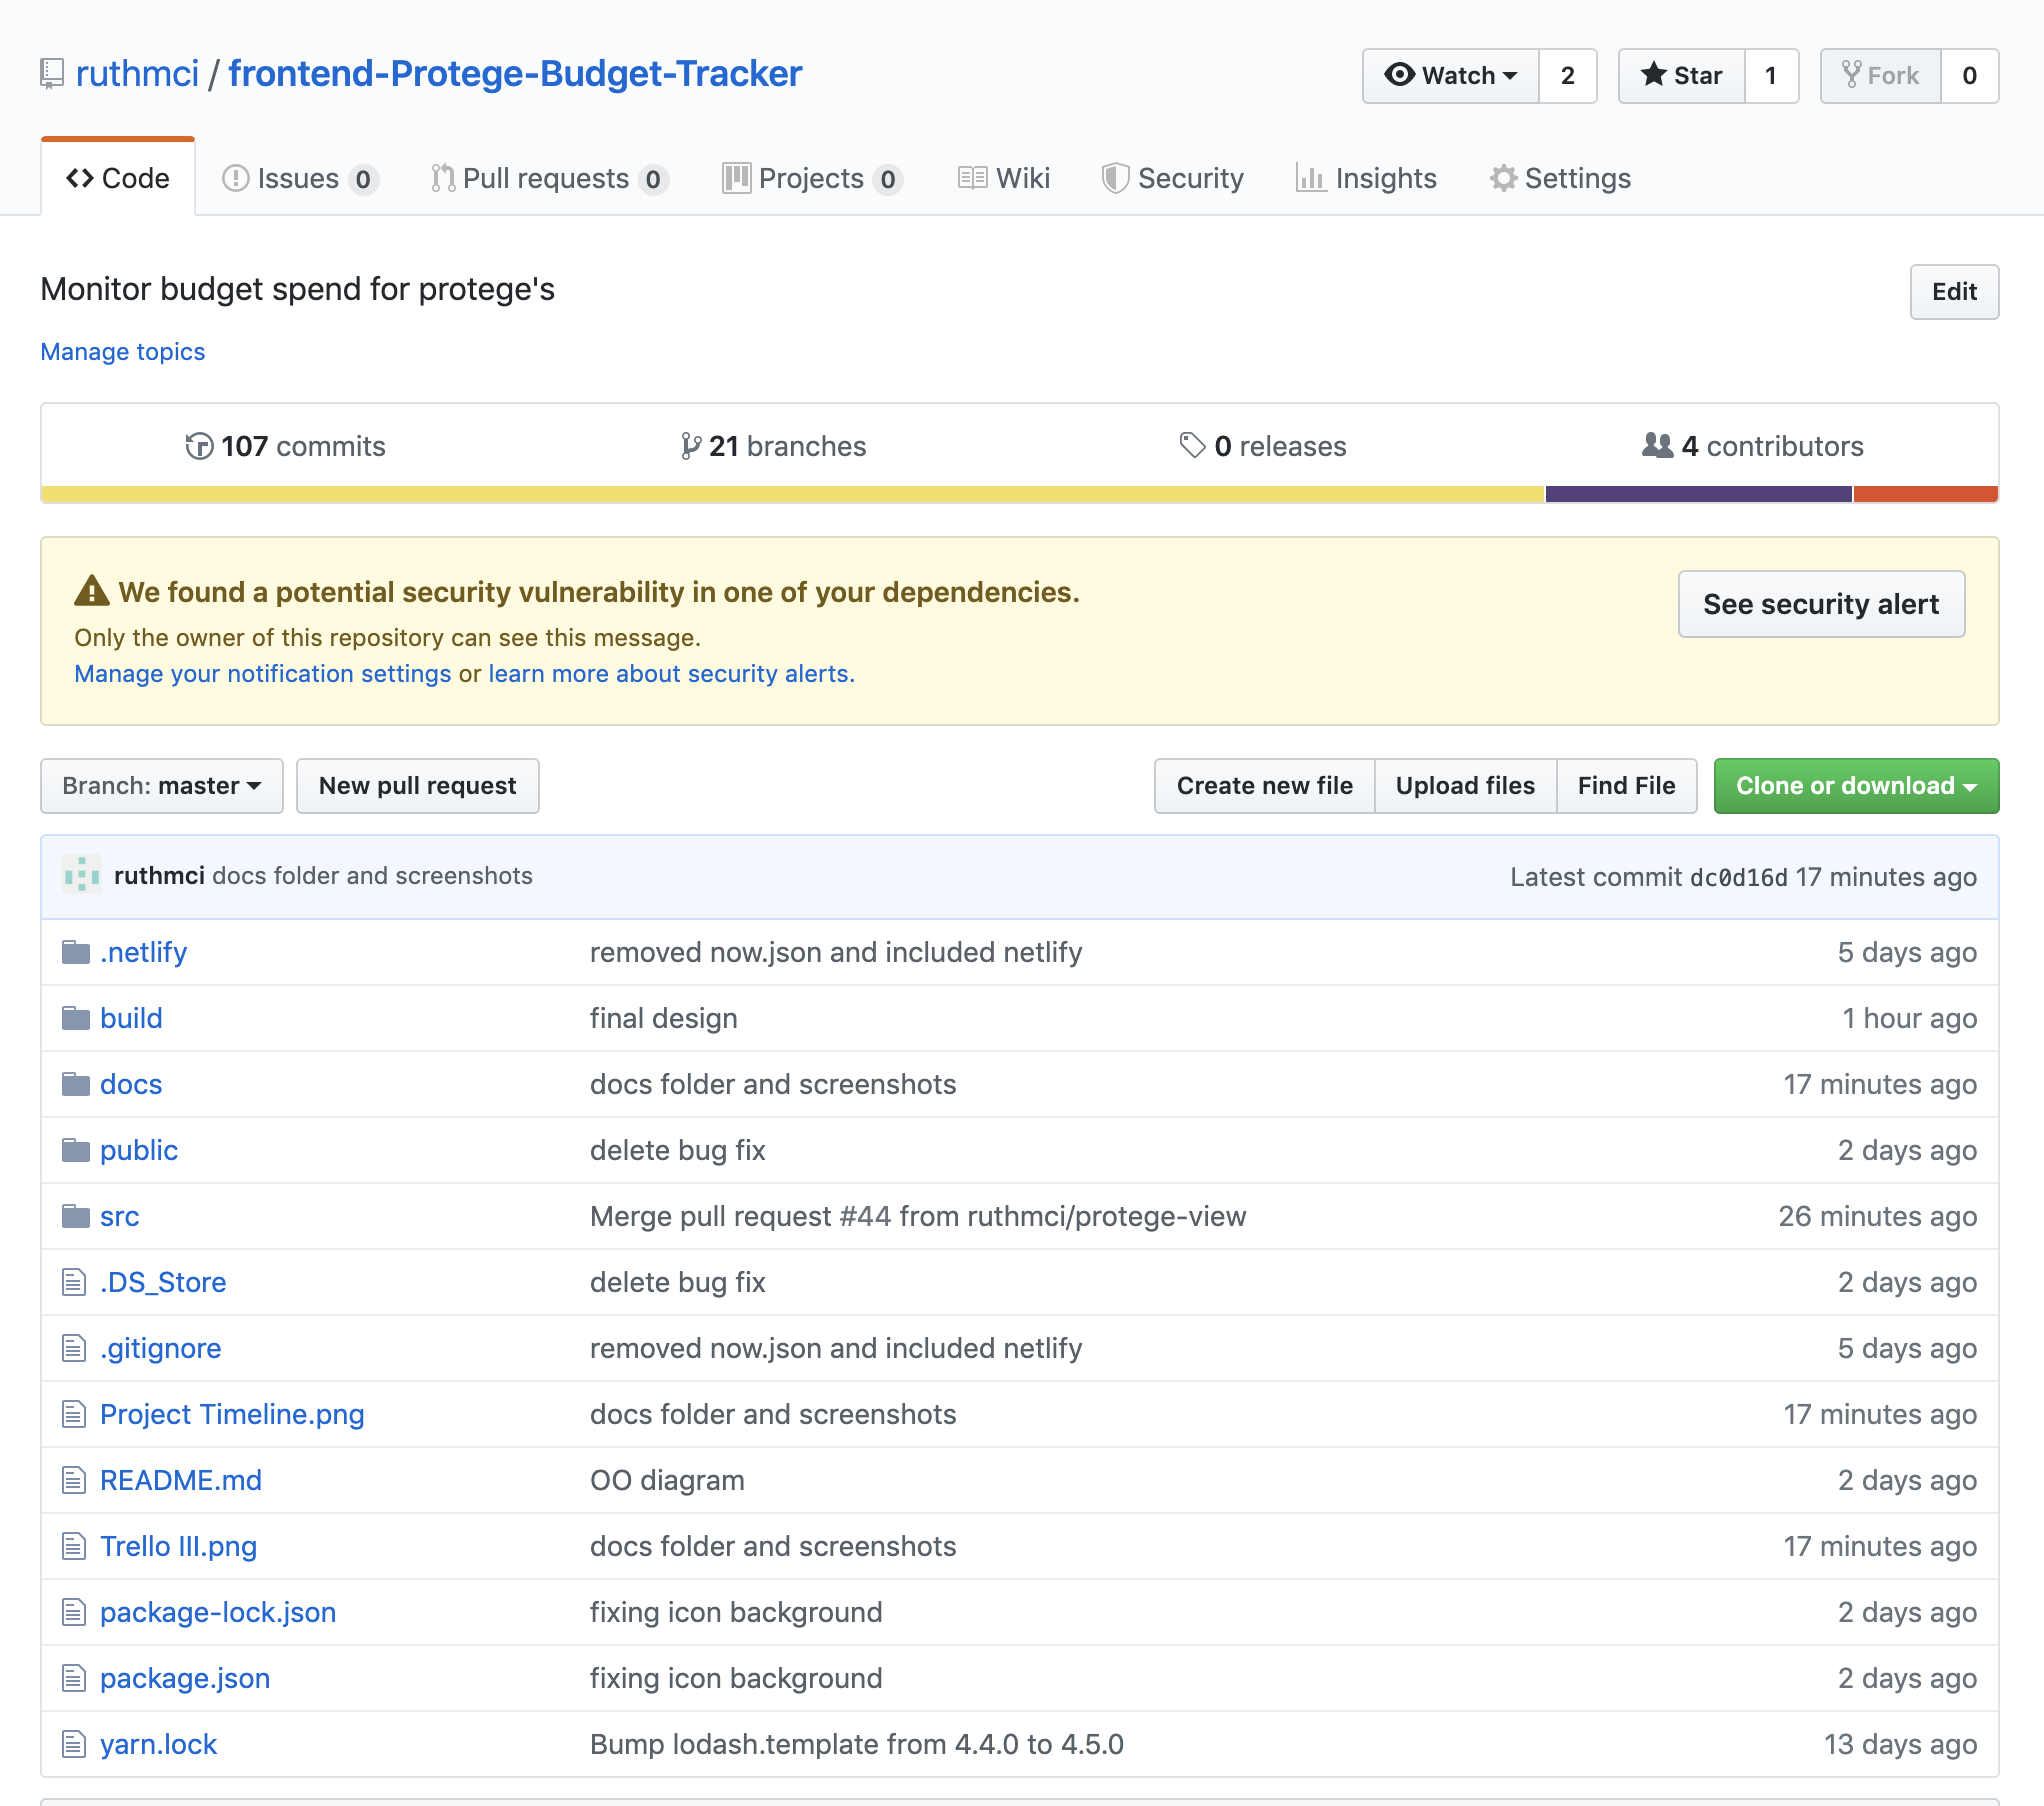 ruthmci / frontend-Protege-Budget-Tracker
Watch 2 Star 1 Fork 0
Code Issues 0 Pull requests 0 Projects 0 Wiki Security Insights Settings
Monitor budget spend for protege's
Edit
Manage topics
107 commits 21 branches 0 releases 4 contributors
We found a potential security vulnerability in one of your dependencies.
See security alert
Only the owner of this repository can see this message.
Manage your notification settings or learn more about security alerts.
Branch: master New pull request Create new file Upload files Find File Clone or download
ruthmci docs folder and screenshots Latest commit dc0d16d 17 minutes ago
.netlify removed now.json and included netlify 5 days ago
build final design 1 hour ago
docs docs folder and screenshots 17 minutes ago
public delete bug fix 2 days ago
src Merge pull request #44 from ruthmci/protege-view 26 minutes ago
.DS_Store delete bug fix 2 days ago
.gitignore removed now.json and included netlify 5 days ago
Project Timeline.png docs folder and screenshots 17 minutes ago
README.md OO diagram 2 days ago
Trello III.png docs folder and screenshots 17 minutes ago
package-lock.json fixing icon background 2 days ago
package.json fixing icon background 2 days ago
yarn.lock Bump lodash.template from 4.4.0 to 4.5.0 13 days ago